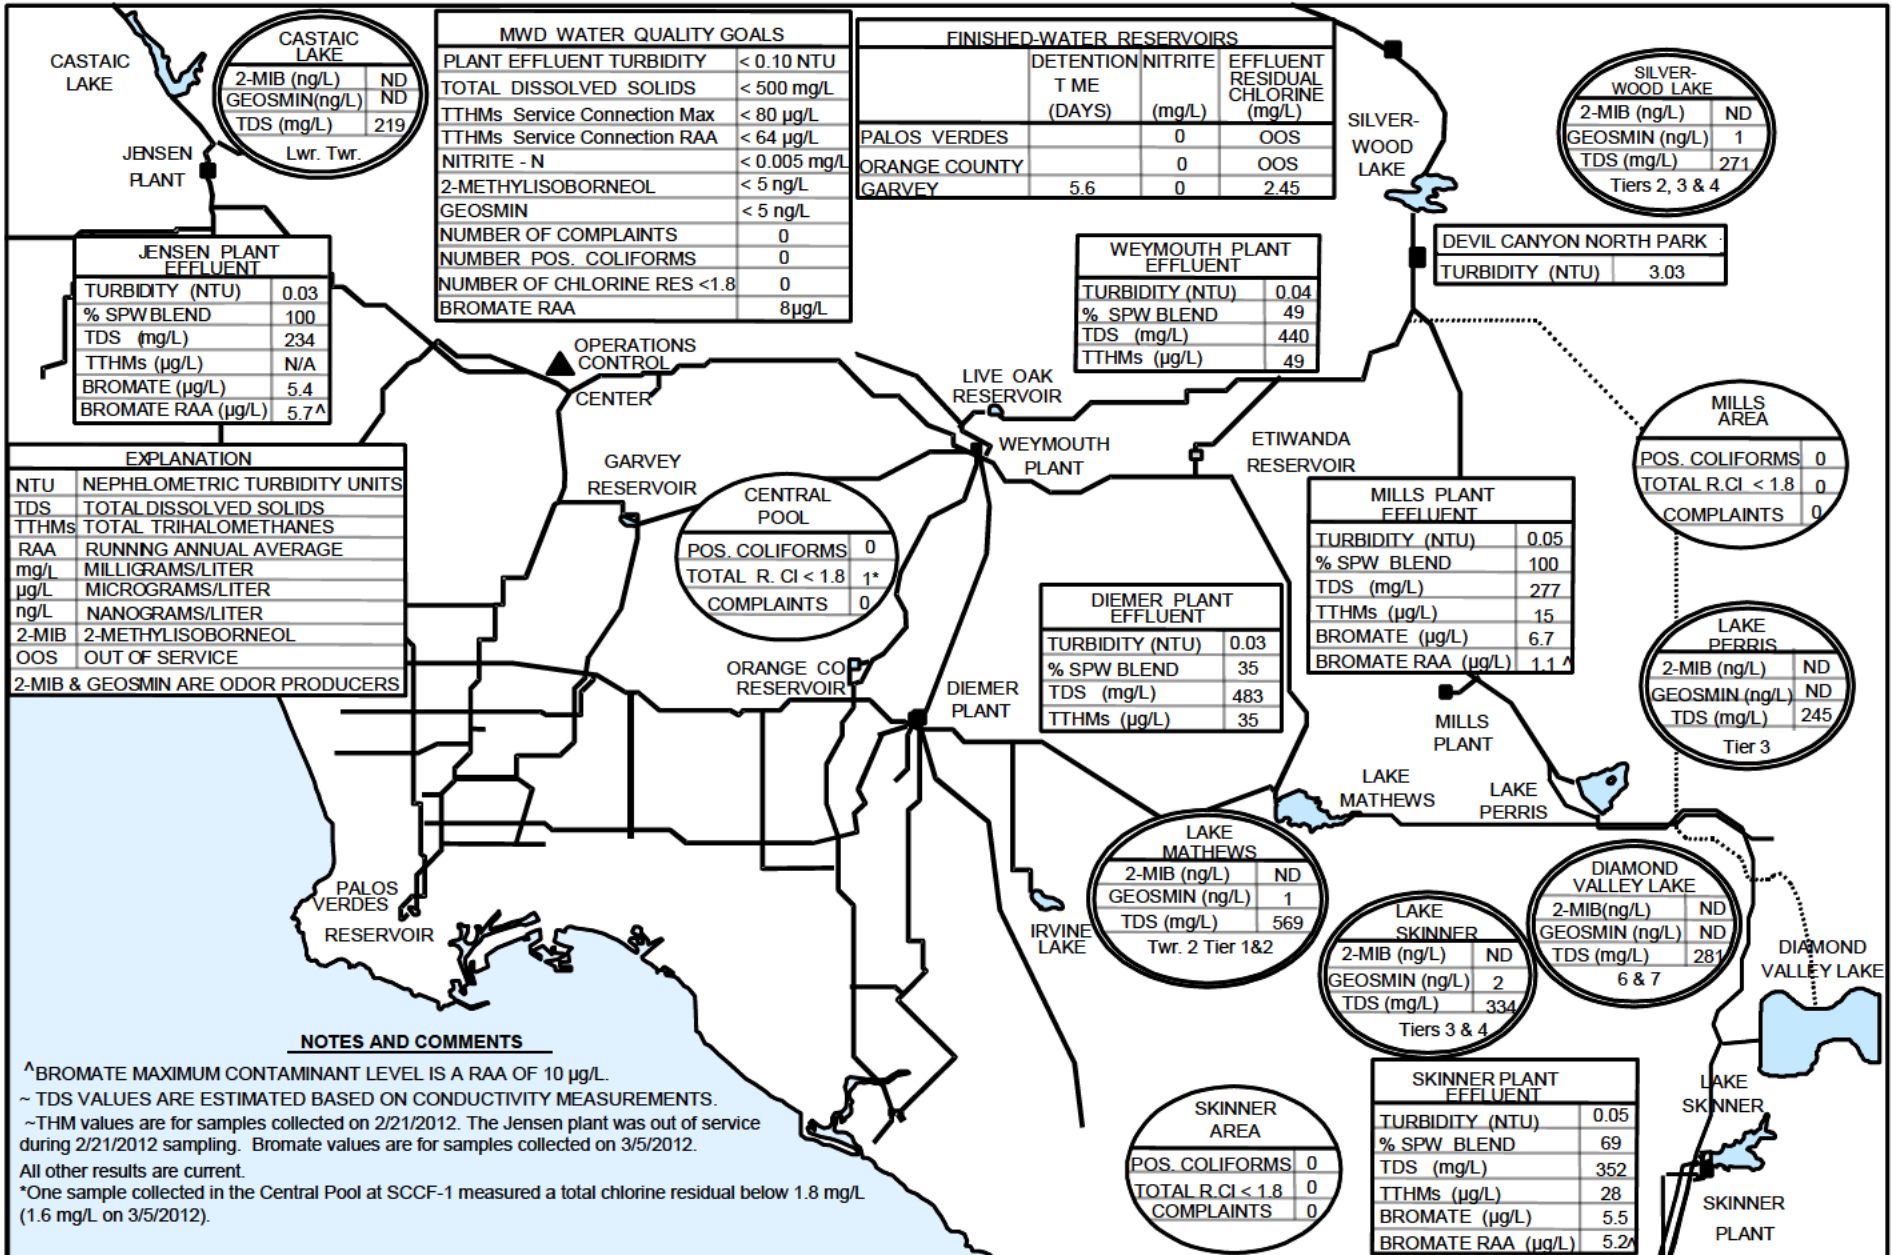 CASTAIC
LAKE
CASTAIC
LAKE
2-MIB (ng/L) ND
GEOSMIN(ng/L) ND
TDS (mg/L) 219
Lwr. Twr.
JENSEN
PLANT
MWD WATER QUALITY GOALS
PLANT EFFLUENT TURBIDITY < 0.10 NTU
TOTAL DISSOLVED SOLIDS < 500 mg/L
TTHMs Service Connection Max < 80 µg/L
TTHMs Service Connection RAA < 64 µg/L
NITRITE - N < 0.005 mg/L
2-METHYLISOBORNEOL < 5 ng/L
GEOSMIN < 5 ng/L
NUMBER OF COMPLAINTS 0
NUMBER POS. COLIFORMS 0
NUMBER OF CHLORINE RES <1.8 0
BROMATE RAA 8µg/L
FINISHED-WATER RESERVOIRS
DETENTION NITRITE EFFLUENT
RESIDUAL
T ME CHLORINE
(DAYS) (mg/L) (mg/L)
PALOS VERDES 0 OOS
ORANGE COUNTY 0 OOS
GARVEY 5.6 0 2.45
SILVER-
WOOD
LAKE
SILVER-
WOOD LAKE
2-MIB (ng/L) ND
GEOSMIN (ng/L) 1
TDS (mg/L) 271
Tiers 2, 3 & 4
DEVIL CANYON NORTH PARK
TURBIDITY (NTU) 3.03
JENSEN PLANT
EFFLUENT
TURBIDITY (NTU) 0.03
% SPW BLEND 100
TDS (mg/L) 234
TTHMs (µg/L) N/A
BROMATE (µg/L) 5.4
BROMATE RAA (µg/L) 5.7^
WEYMOUTH PLANT
EFFLUENT
TURBIDITY (NTU) 0.04
% SPW BLEND 49
TDS (mg/L) 440
TTHMs (µg/L) 49
OPERATIONS
CONTROL
CENTER
LIVE OAK
RESERVOIR
WEYMOUTH
PLANT
ETIWANDA
RESERVOIR
MILLS
AREA
POS. COLIFORMS 0
TOTAL R.Cl < 1.8 0
COMPLAINTS 0
EXPLANATION
NTU NEPHELOMETRIC TURBIDITY UNITS
TDS TOTAL DISSOLVED SOLIDS
TTHMs TOTAL TRIHALOMETHANES
RAA RUNNING ANNUAL AVERAGE
mg/L MILLIGRAMS/LITER
µg/L MICROGRAMS/LITER
ng/L NANOGRAMS/LITER
2-MIB 2-METHYLISOBORNEOL
OOS OUT OF SERVICE
2-MIB & GEOSMIN ARE ODOR PRODUCERS
GARVEY
RESERVOIR
CENTRAL
POOL
POS. COLIFORMS 0
TOTAL R. Cl < 1.8 1*
COMPLAINTS 0
MILLS PLANT
EFFLUENT
TURBIDITY (NTU) 0.05
% SPW BLEND 100
TDS (mg/L) 277
TTHMs (µg/L) 15
BROMATE (µg/L) 6.7
BROMATE RAA (µg/L) 1.1 ^
DIEMER PLANT
EFFLUENT
TURBIDITY (NTU) 0.03
% SPW BLEND 35
TDS (mg/L) 483
TTHMs (µg/L) 35
LAKE
PERRIS
2-MIB (ng/L) ND
GEOSMIN (ng/L) ND
TDS (mg/L) 245
Tier 3
ORANGE CO
RESERVOIR
DIEMER
PLANT
MILLS
PLANT
LAKE
MATHEWS
LAKE
PERRIS
LAKE
MATHEWS
2-MIB (ng/L) ND
GEOSMIN (ng/L) 1
TDS (mg/L) 569
Twr. 2 Tier 1&2
IRVINE
LAKE
LAKE
SKINNER
2-MIB (ng/L) ND
GEOSMIN (ng/L) 2
TDS (mg/L) 334
Tiers 3 & 4
DIAMOND
VALLEY LAKE
2-MIB(ng/L) ND
GEOSMIN (ng/L) ND
TDS (mg/L) 281
6 & 7
DIAMOND
VALLEY LAKE
PALOS
VERDES
RESERVOIR
NOTES AND COMMENTS
^BROMATE MAXIMUM CONTAMINANT LEVEL IS A RAA OF 10 µg/L.
~ TDS VALUES ARE ESTIMATED BASED ON CONDUCTIVITY MEASUREMENTS.
~THM values are for samples collected on 2/21/2012. The Jensen plant was out of service
during 2/21/2012 sampling. Bromate values are for samples collected on 3/5/2012.
All other results are current.
*One sample collected in the Central Pool at SCCF-1 measured a total chlorine residual below 1.8 mg/L
(1.6 mg/L on 3/5/2012).
SKINNER
AREA
POS. COLIFORMS 0
TOTAL R.Cl < 1.8 0
COMPLAINTS 0
SKINNER PLANT
EFFLUENT
TURBIDITY (NTU) 0.05
% SPW BLEND 69
TDS (mg/L) 352
TTHMs (µg/L) 28
BROMATE (µg/L) 5.5
BROMATE RAA (µg/L) 5.2^
LAKE
SKINNER
SKINNER
PLANT